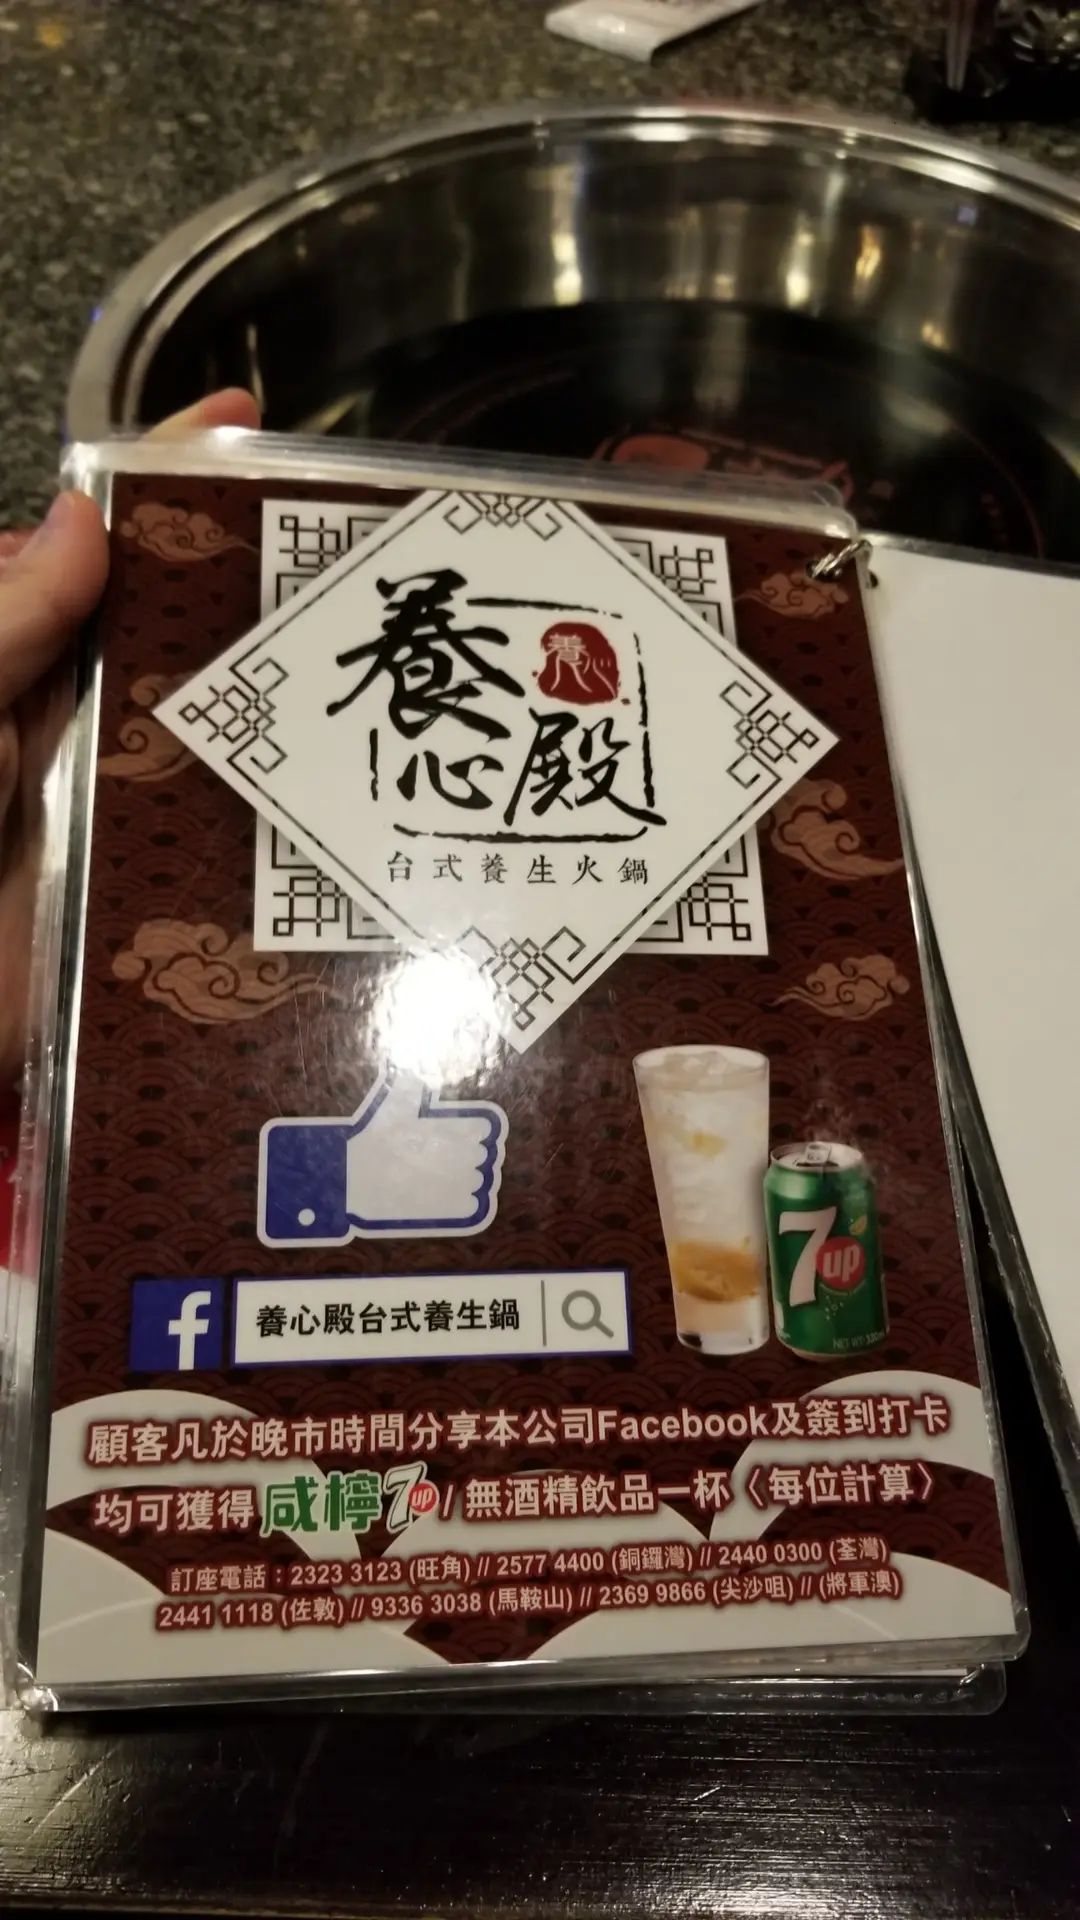 養心殿
養心
台式養生火鍋
7up
NET WT 330ml
f 養心殿台式養生鍋
顧客凡於晚市時間分享本公司Facebook及簽到打卡
均可獲得咸檸7up/無酒精飲品一杯〈每位計算〉
訂座電話：2323 3123 (旺角) // 2577 4400 (銅鑼灣) // 2440 0300 (荃灣)
2441 1118 (佐敦) // 9336 3038 (馬鞍山) // 2369 9866 (尖沙咀) // (將軍澳)